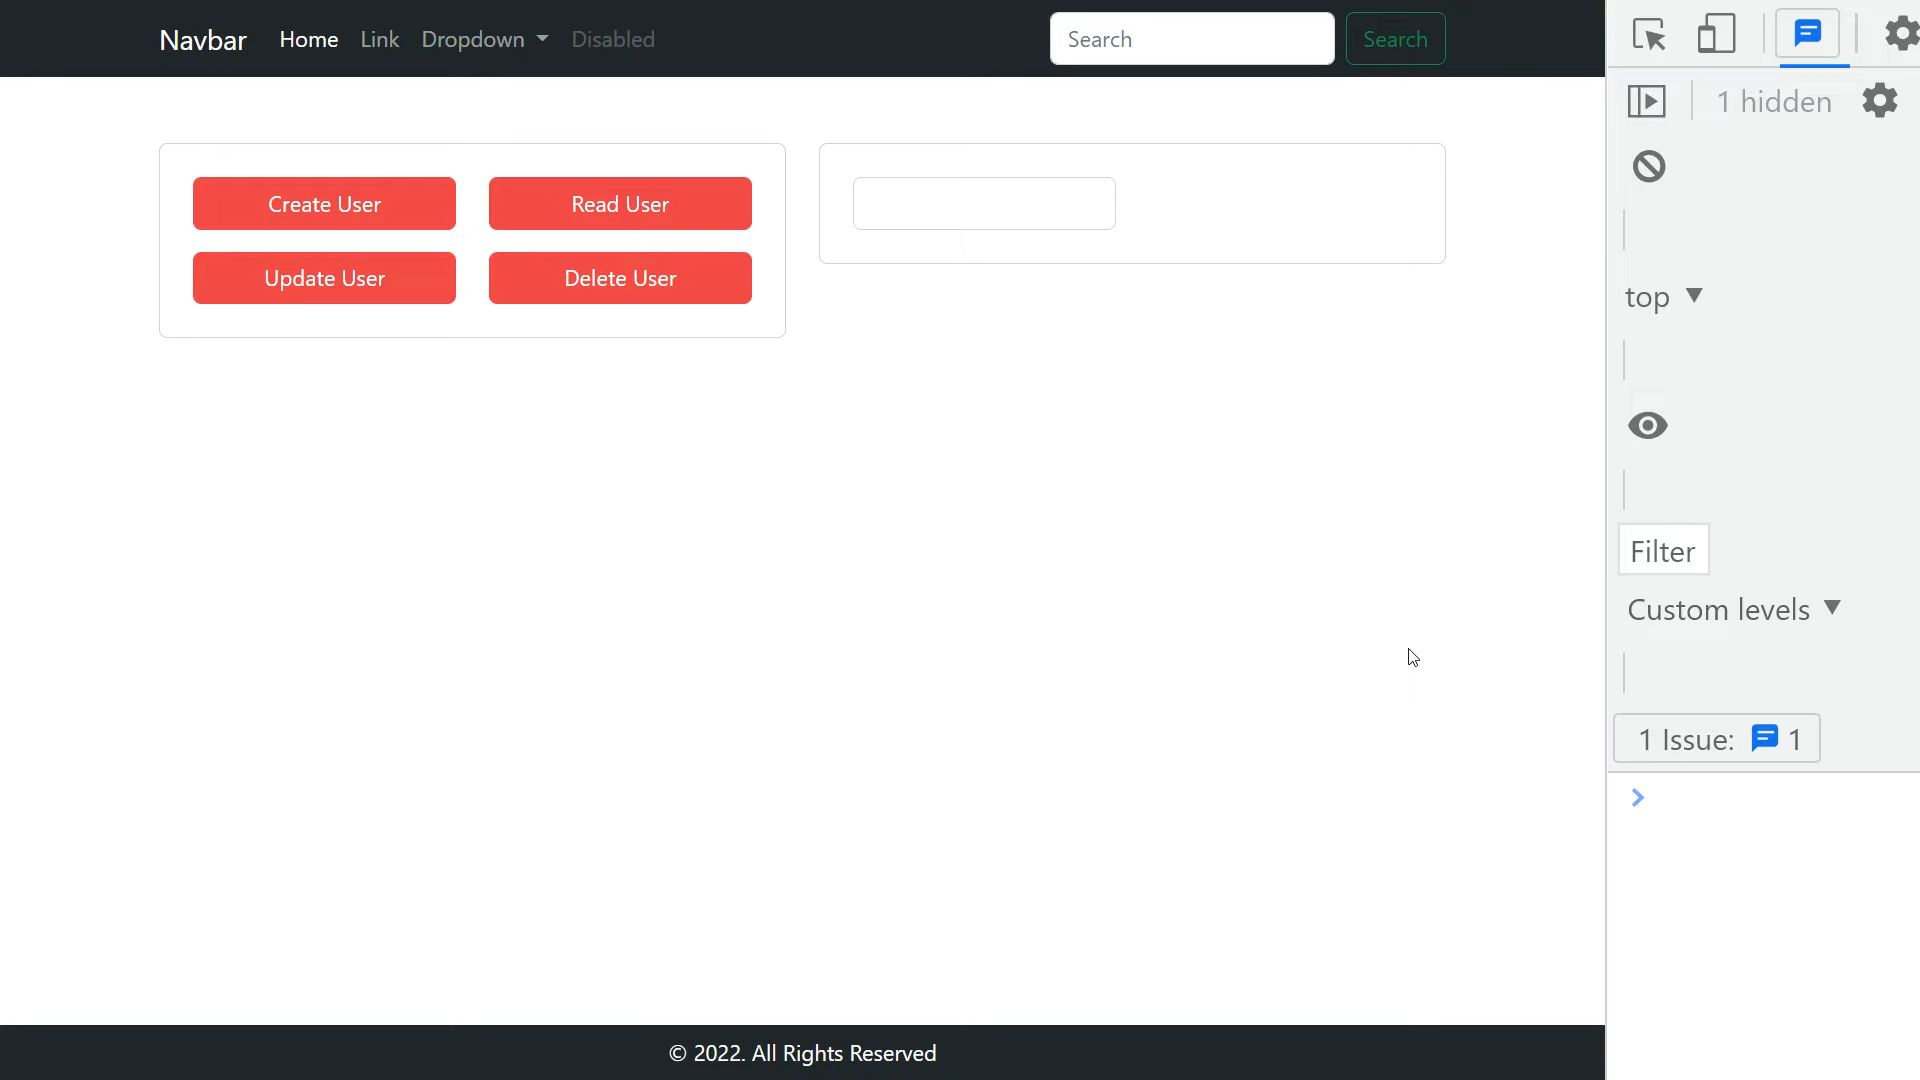 Navbar Home Link Dropdown Disabled Search Search
1 hidden
Create User Read User
Update User Delete User
top
Filter
Custom levels
1 Issue: 1
© 2022. All Rights Reserved